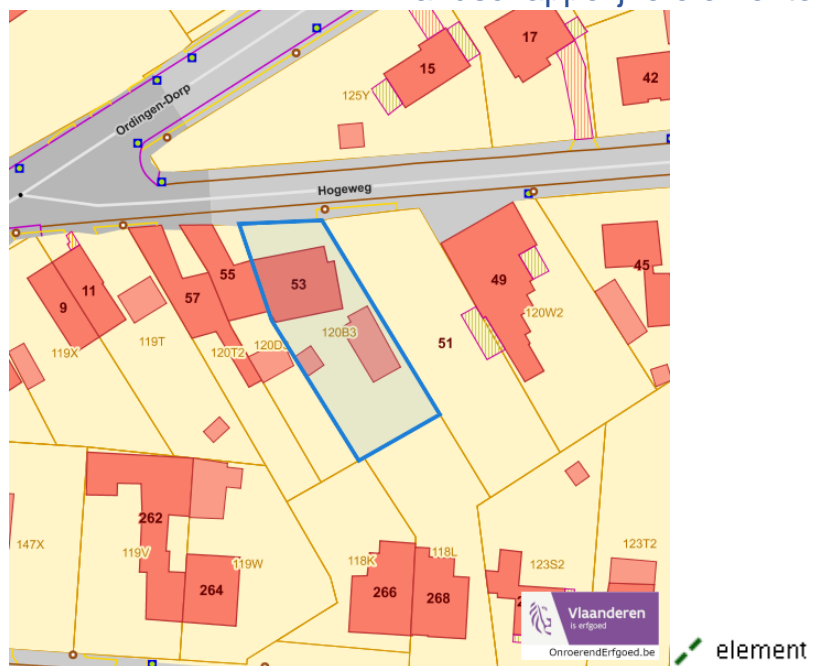 17
15
42
125Y
Ordingen-Dorp
Hogeweg
55
53
49
45
11
9
57
120W2
120B3
51
119X
119T
120T2
262
147X
119V
119W
264
118K
118L
266
268
123S2
123T2
Vlaanderen
is erfgoed
OnroerendErfgoed.be
element